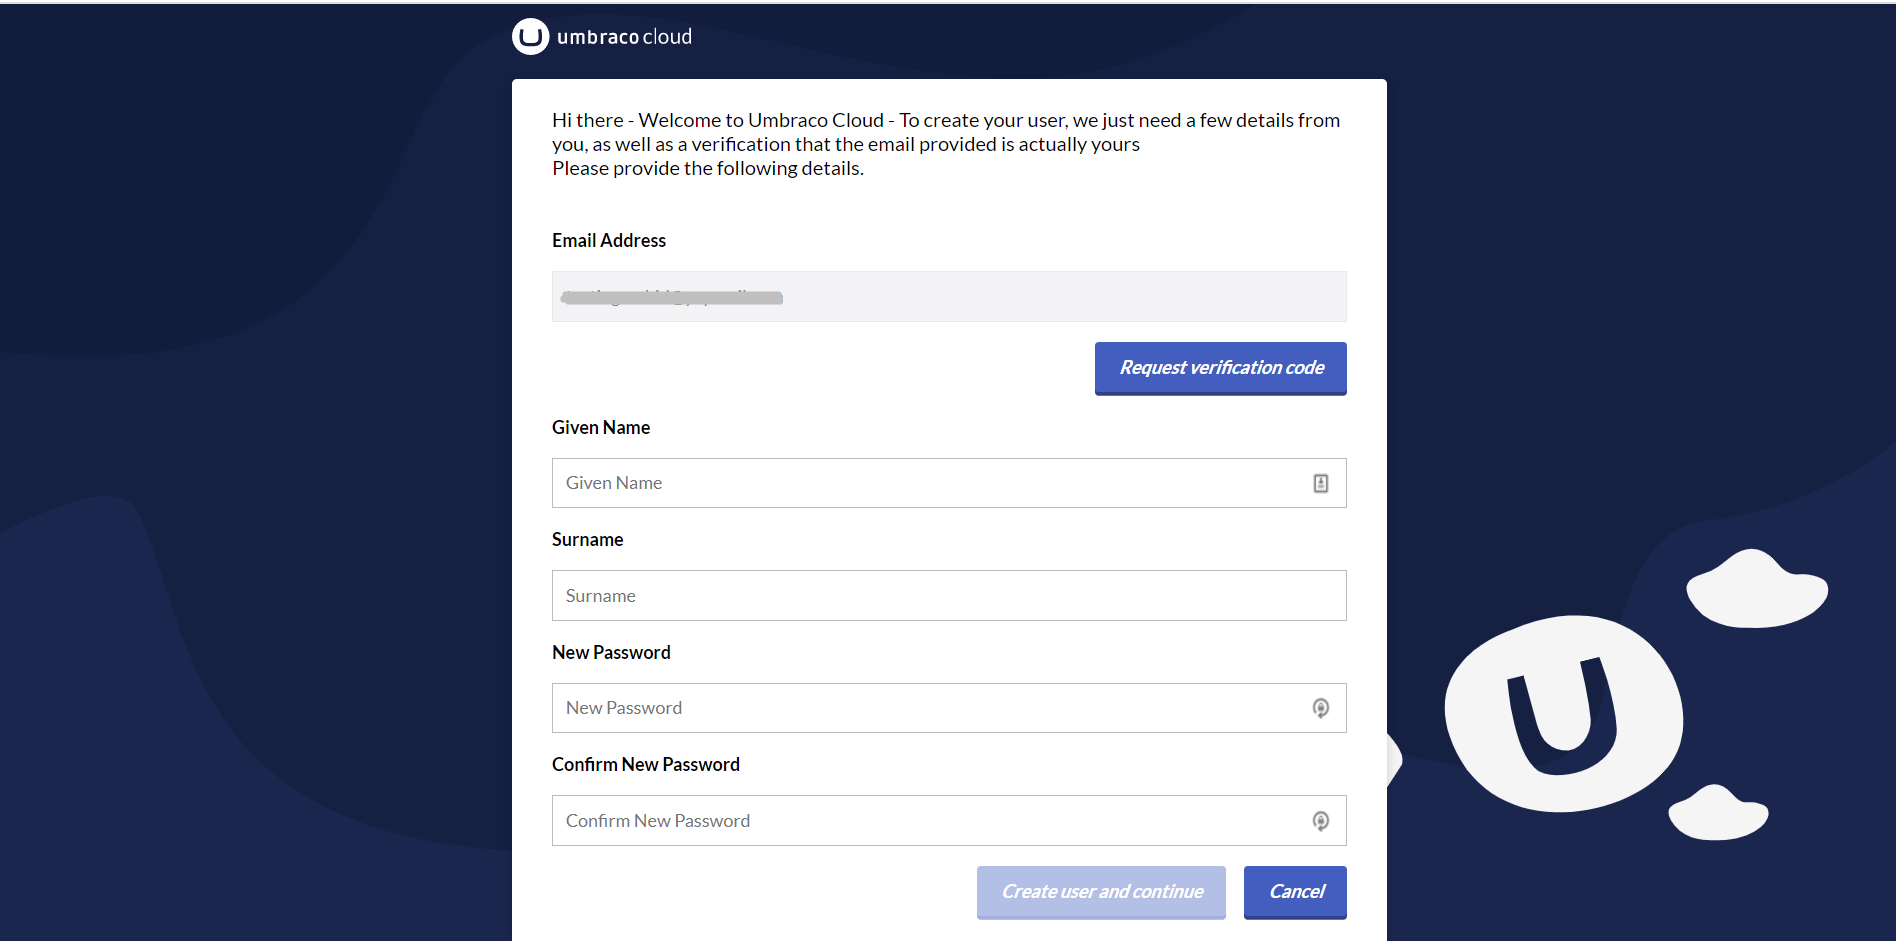 umbraco cloud
Hi there - Welcome to Umbraco Cloud - To create your user, we just need a few details from
you, as well as a verification that the email provided is actually yours
Please provide the following details.
Email Address
Request verification code
Given Name
Given Name
Surname
Surname
New Password
New Password
Confirm New Password
Confirm New Password
Create user and continue
Cancel